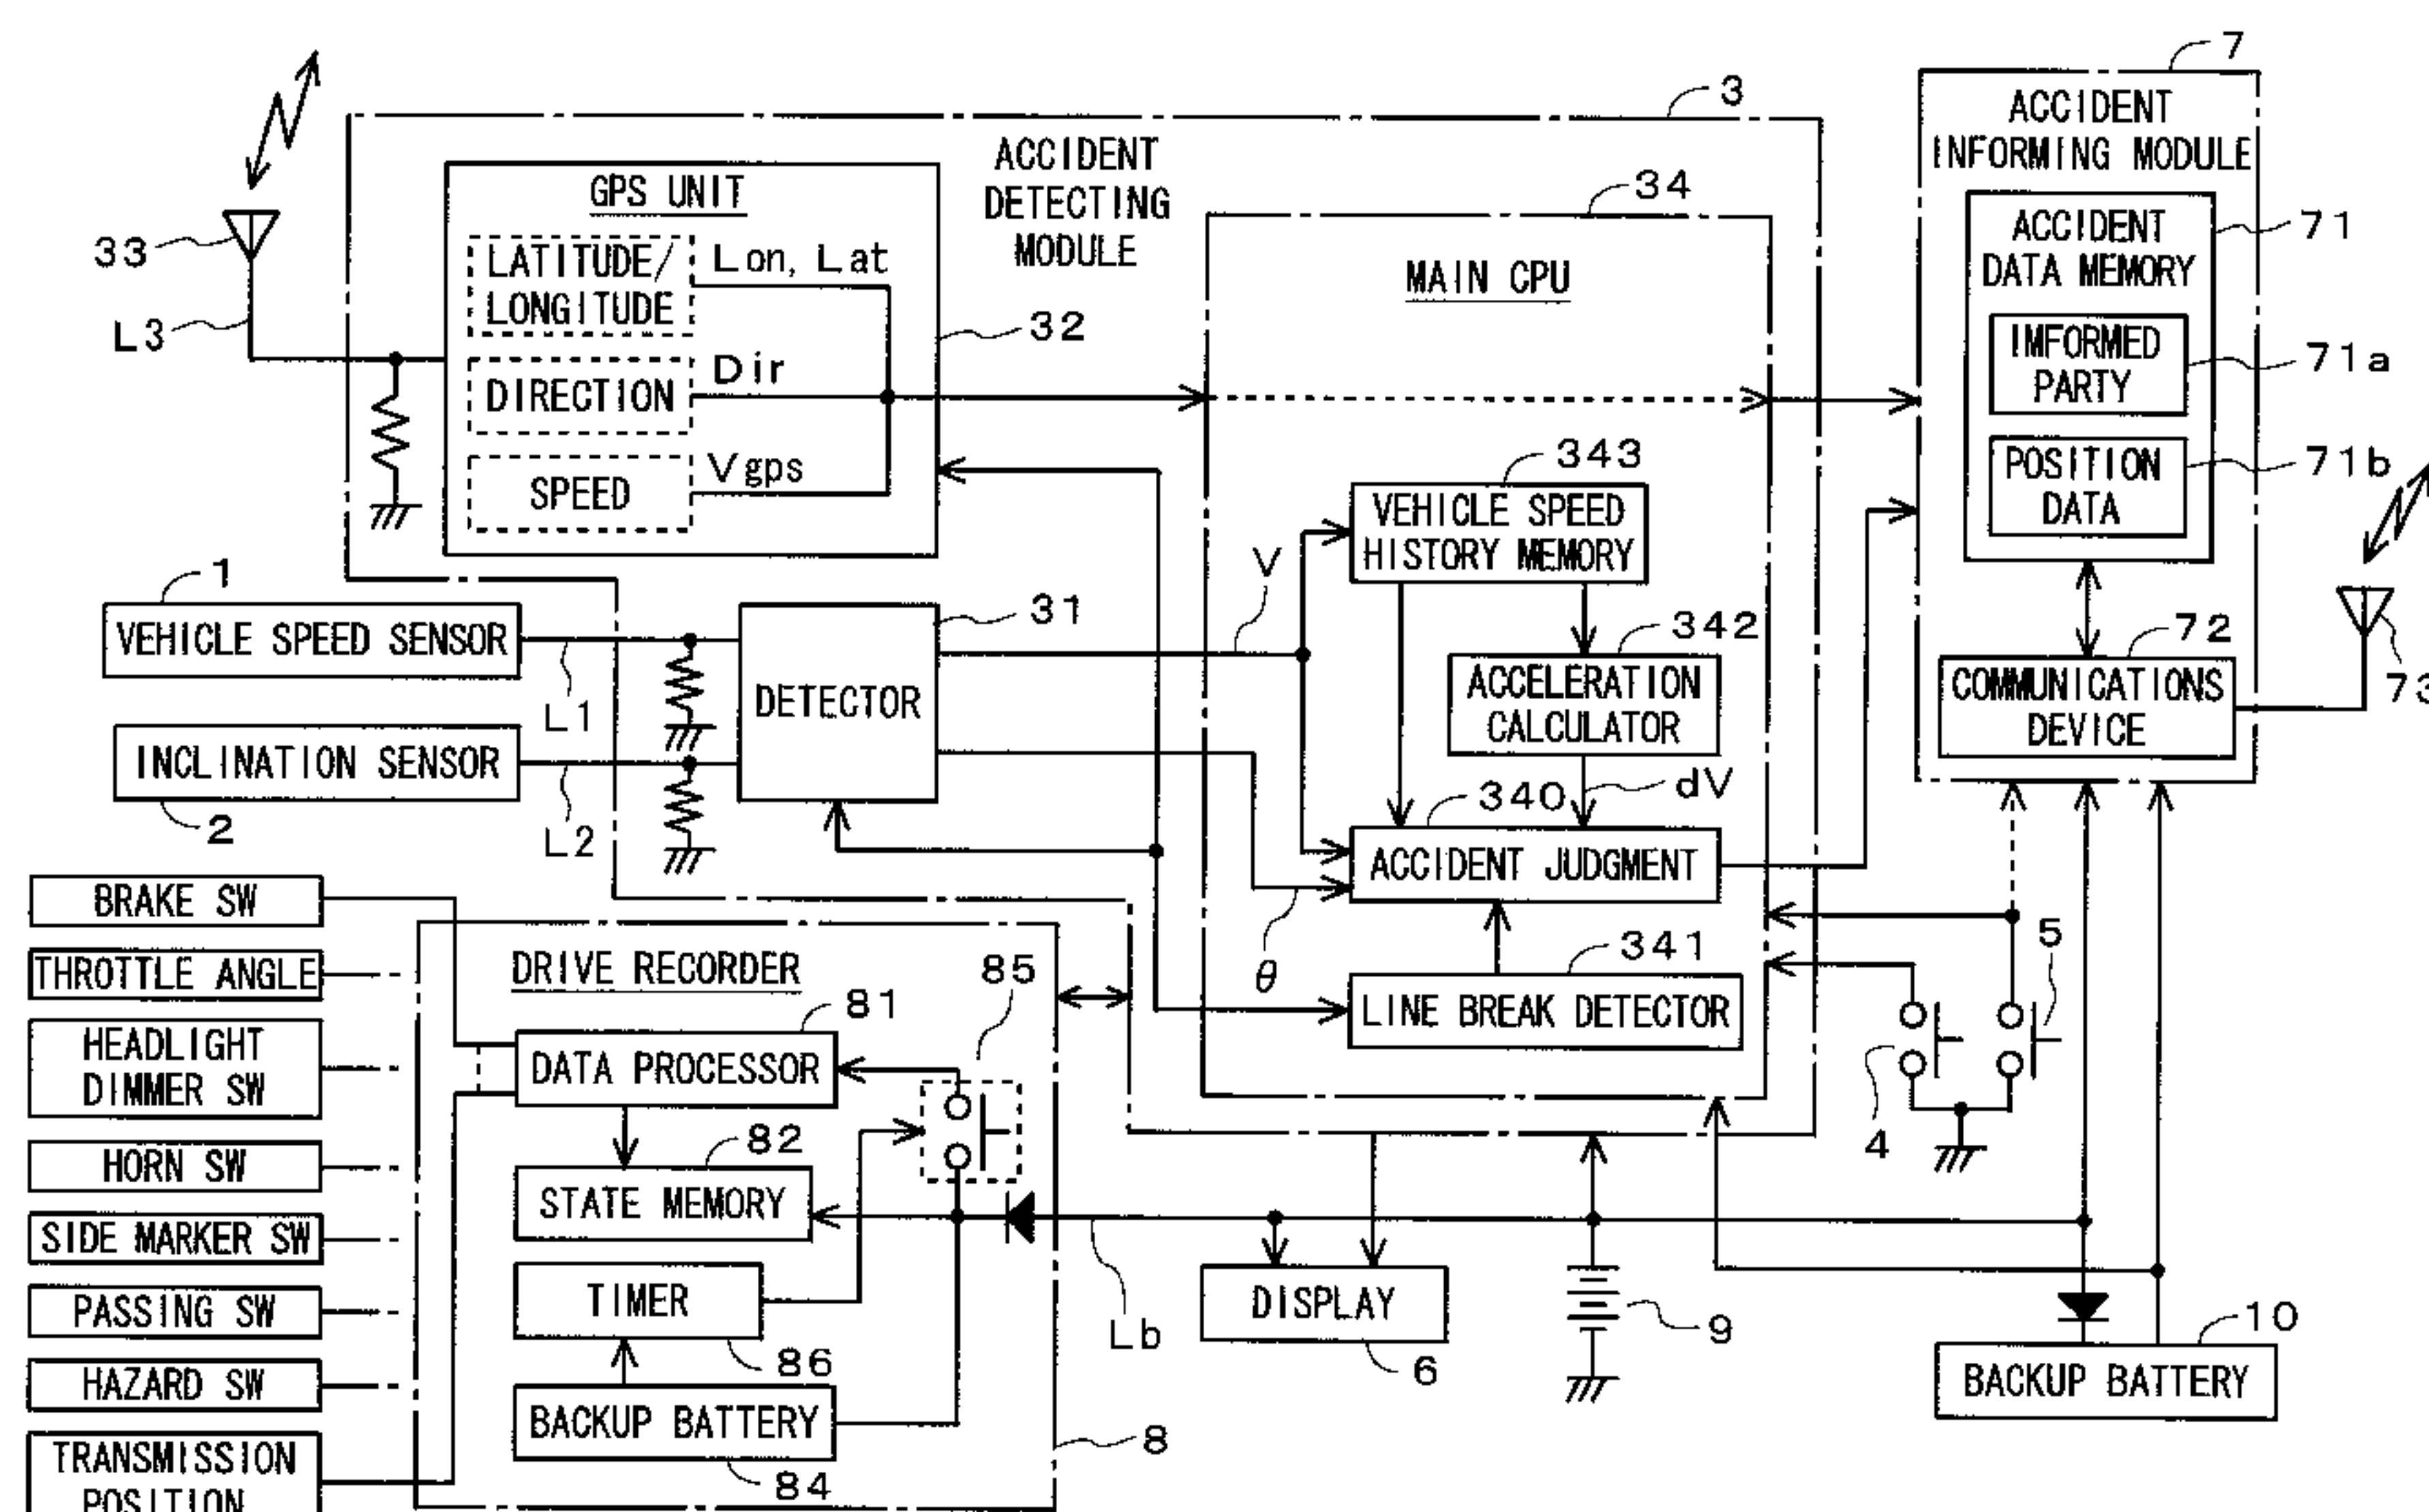 7
3
ACCIDENT
INFORMING MODULE
ACCIDENT
DETECTING
MODULE
GPS UNIT
34
33
LATITUDE/
LONGITUDE
Lon, Lat
MAIN CPU
ACCIDENT
DATA MEMORY
71
L3
32
DIRECTION
Dir
IMFORMED
PARTY
71a
SPEED
Vgps
343
POSITION
DATA
71b
VEHICLE SPEED
HISTORY MEMORY
V
1
VEHICLE SPEED SENSOR
31
342
72
L1
DETECTOR
ACCELERATION
CALCULATOR
COMMUNICATIONS
DEVICE
73
INCLINATION SENSOR
2
L2
340
dV
ACCIDENT JUDGMENT
θ
BRAKE SW
THROTTLE ANGLE
HEADLIGHT
DIMMER SW
HORN SW
SIDE MARKER SW
PASSING SW
HAZARD SW
TRANSMISSION
POSITION
DRIVE RECORDER
85
341
5
81
LINE BREAK DETECTOR
DATA PROCESSOR
4
82
STATE MEMORY
TIMER
86
Lb
DISPLAY
6
9
10
BACKUP BATTERY
BACKUP BATTERY
84
8